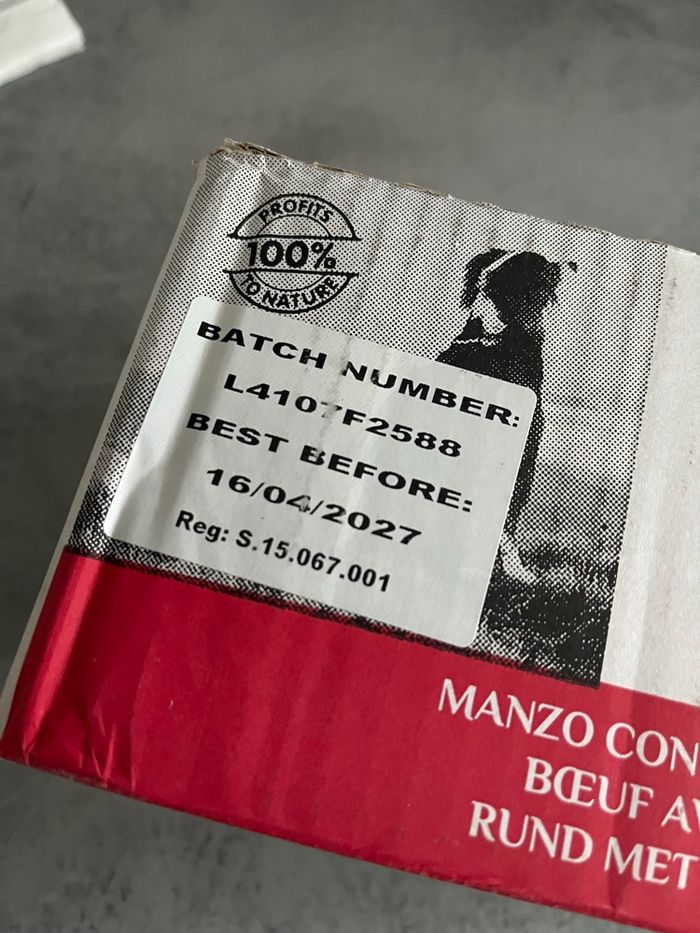 PROFITS
100%
TO NATURE
BATCH NUMBER:
L4107F2588
BEST BEFORE:
16/04/2027
Reg: S.15.067.001
MANZO CON
BŒUF AV
RUND MET